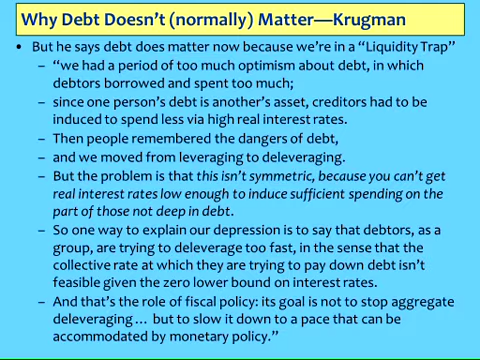 Why Debt Doesn't (normally) Matter—Krugman
• But he says debt does matter now because we're in a "Liquidity Trap"
– "we had a period of too much optimism about debt, in which
debtors borrowed and spent too much;
– since one person's debt is another's asset, creditors had to be
induced to spend less via high real interest rates.
– Then people remembered the dangers of debt,
– and we moved from leveraging to deleveraging.
– But the problem is that this isn't symmetric, because you can't get
real interest rates low enough to induce sufficient spending on the
part of those not deep in debt.
– So one way to explain our depression is to say that debtors, as a
group, are trying to deleverage too fast, in the sense that the
collective rate at which they are trying to pay down debt isn't
feasible given the zero lower bound on interest rates.
– And that's the role of fiscal policy: its goal is not to stop aggregate
deleveraging… but to slow it down to a pace that can be
accommodated by monetary policy."